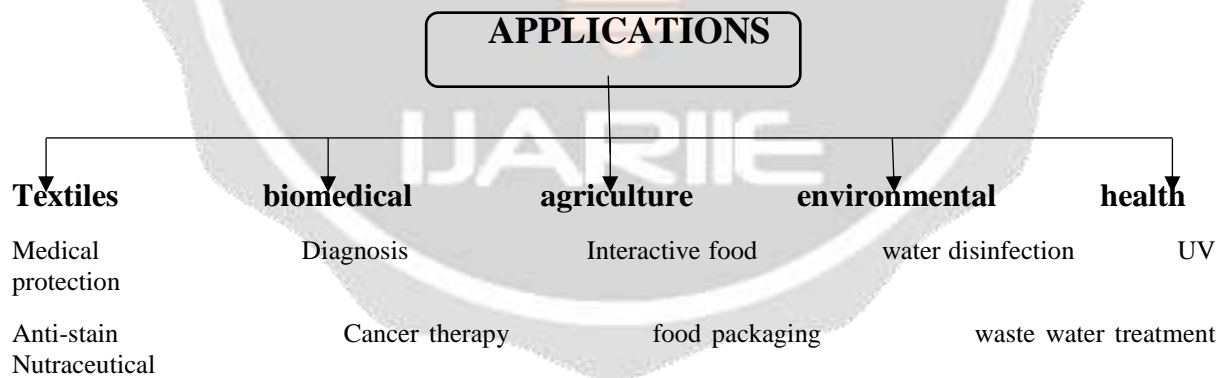 APPLICATIONS
IJARIIE
Textiles biomedical agriculture environmental health
Medical Diagnosis Interactive food water disinfection UV
protection
Anti-stain Cancer therapy food packaging waste water treatment
Nutraceutical